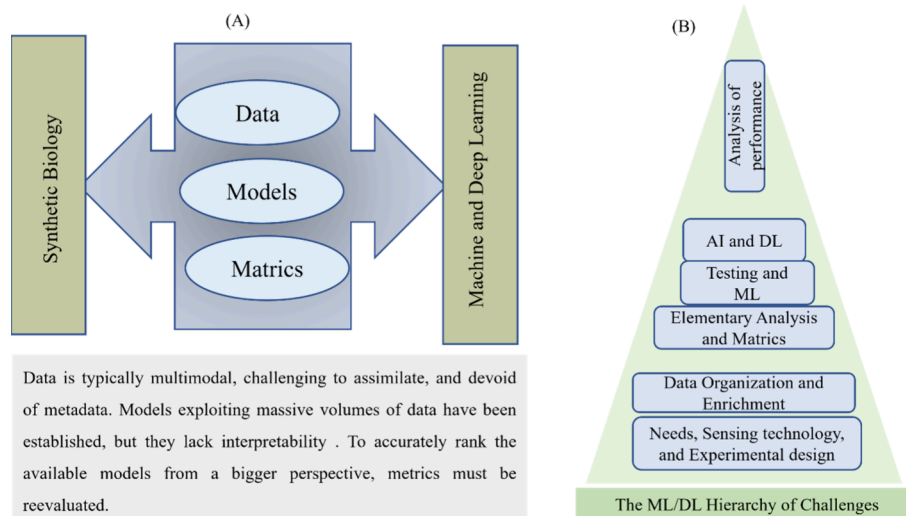 (A)
Synthetic Biology
Data
Models
Matrics
Machine and Deep Learning
Data is typically multimodal, challenging to assimilate, and devoid
of metadata. Models exploiting massive volumes of data have been
established, but they lack interpretability . To accurately rank the
available models from a bigger perspective, metrics must be
reevaluated.
(B)
Analysis of
performance
AI and DL
Testing and
ML
Elementary Analysis
and Matrics
Data Organization and
Enrichment
Needs, Sensing technology,
and Experimental design
The ML/DL Hierarchy of Challenges